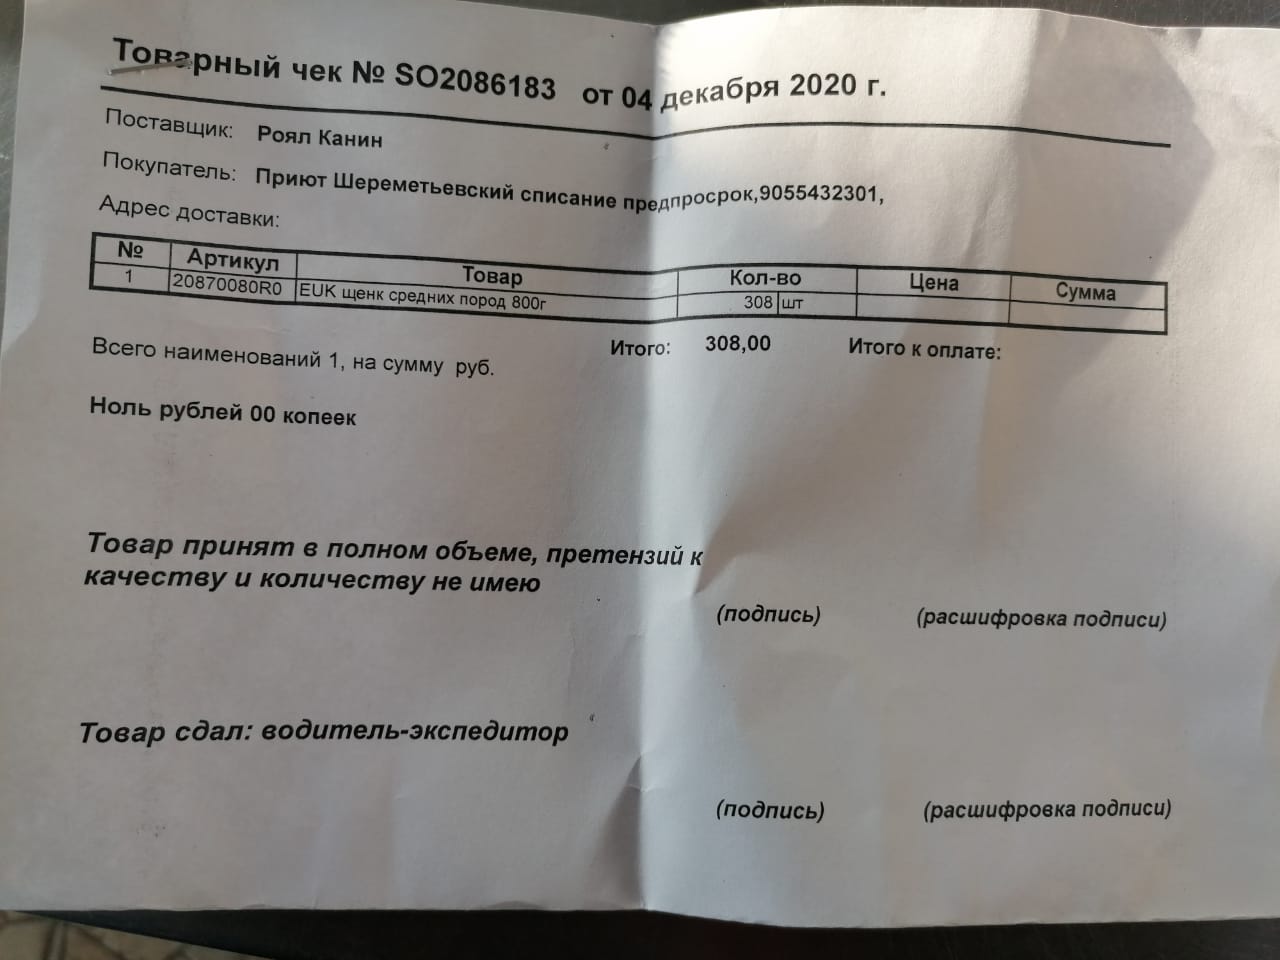 Товарный чек № SO2086183 от 04 декабря 2020 г.
Поставщик: Роял Канин
Покупатель: Приют Шереметьевский списание предпросрок,9055432301,
Адрес доставки:
№ Артикул Товар Кол-во Цена Сумма
1 20870080R0 EUK щенк средних пород 800г 308 шт
Итого: 308,00 Итого к оплате:
Всего наименований 1, на сумму руб.
Ноль рублей 00 копеек
Товар принят в полном объеме, претензий к
качеству и количеству не имею
(подпись) (расшифровка подписи)
Товар сдал: водитель-экспедитор
(подпись) (расшифровка подписи)